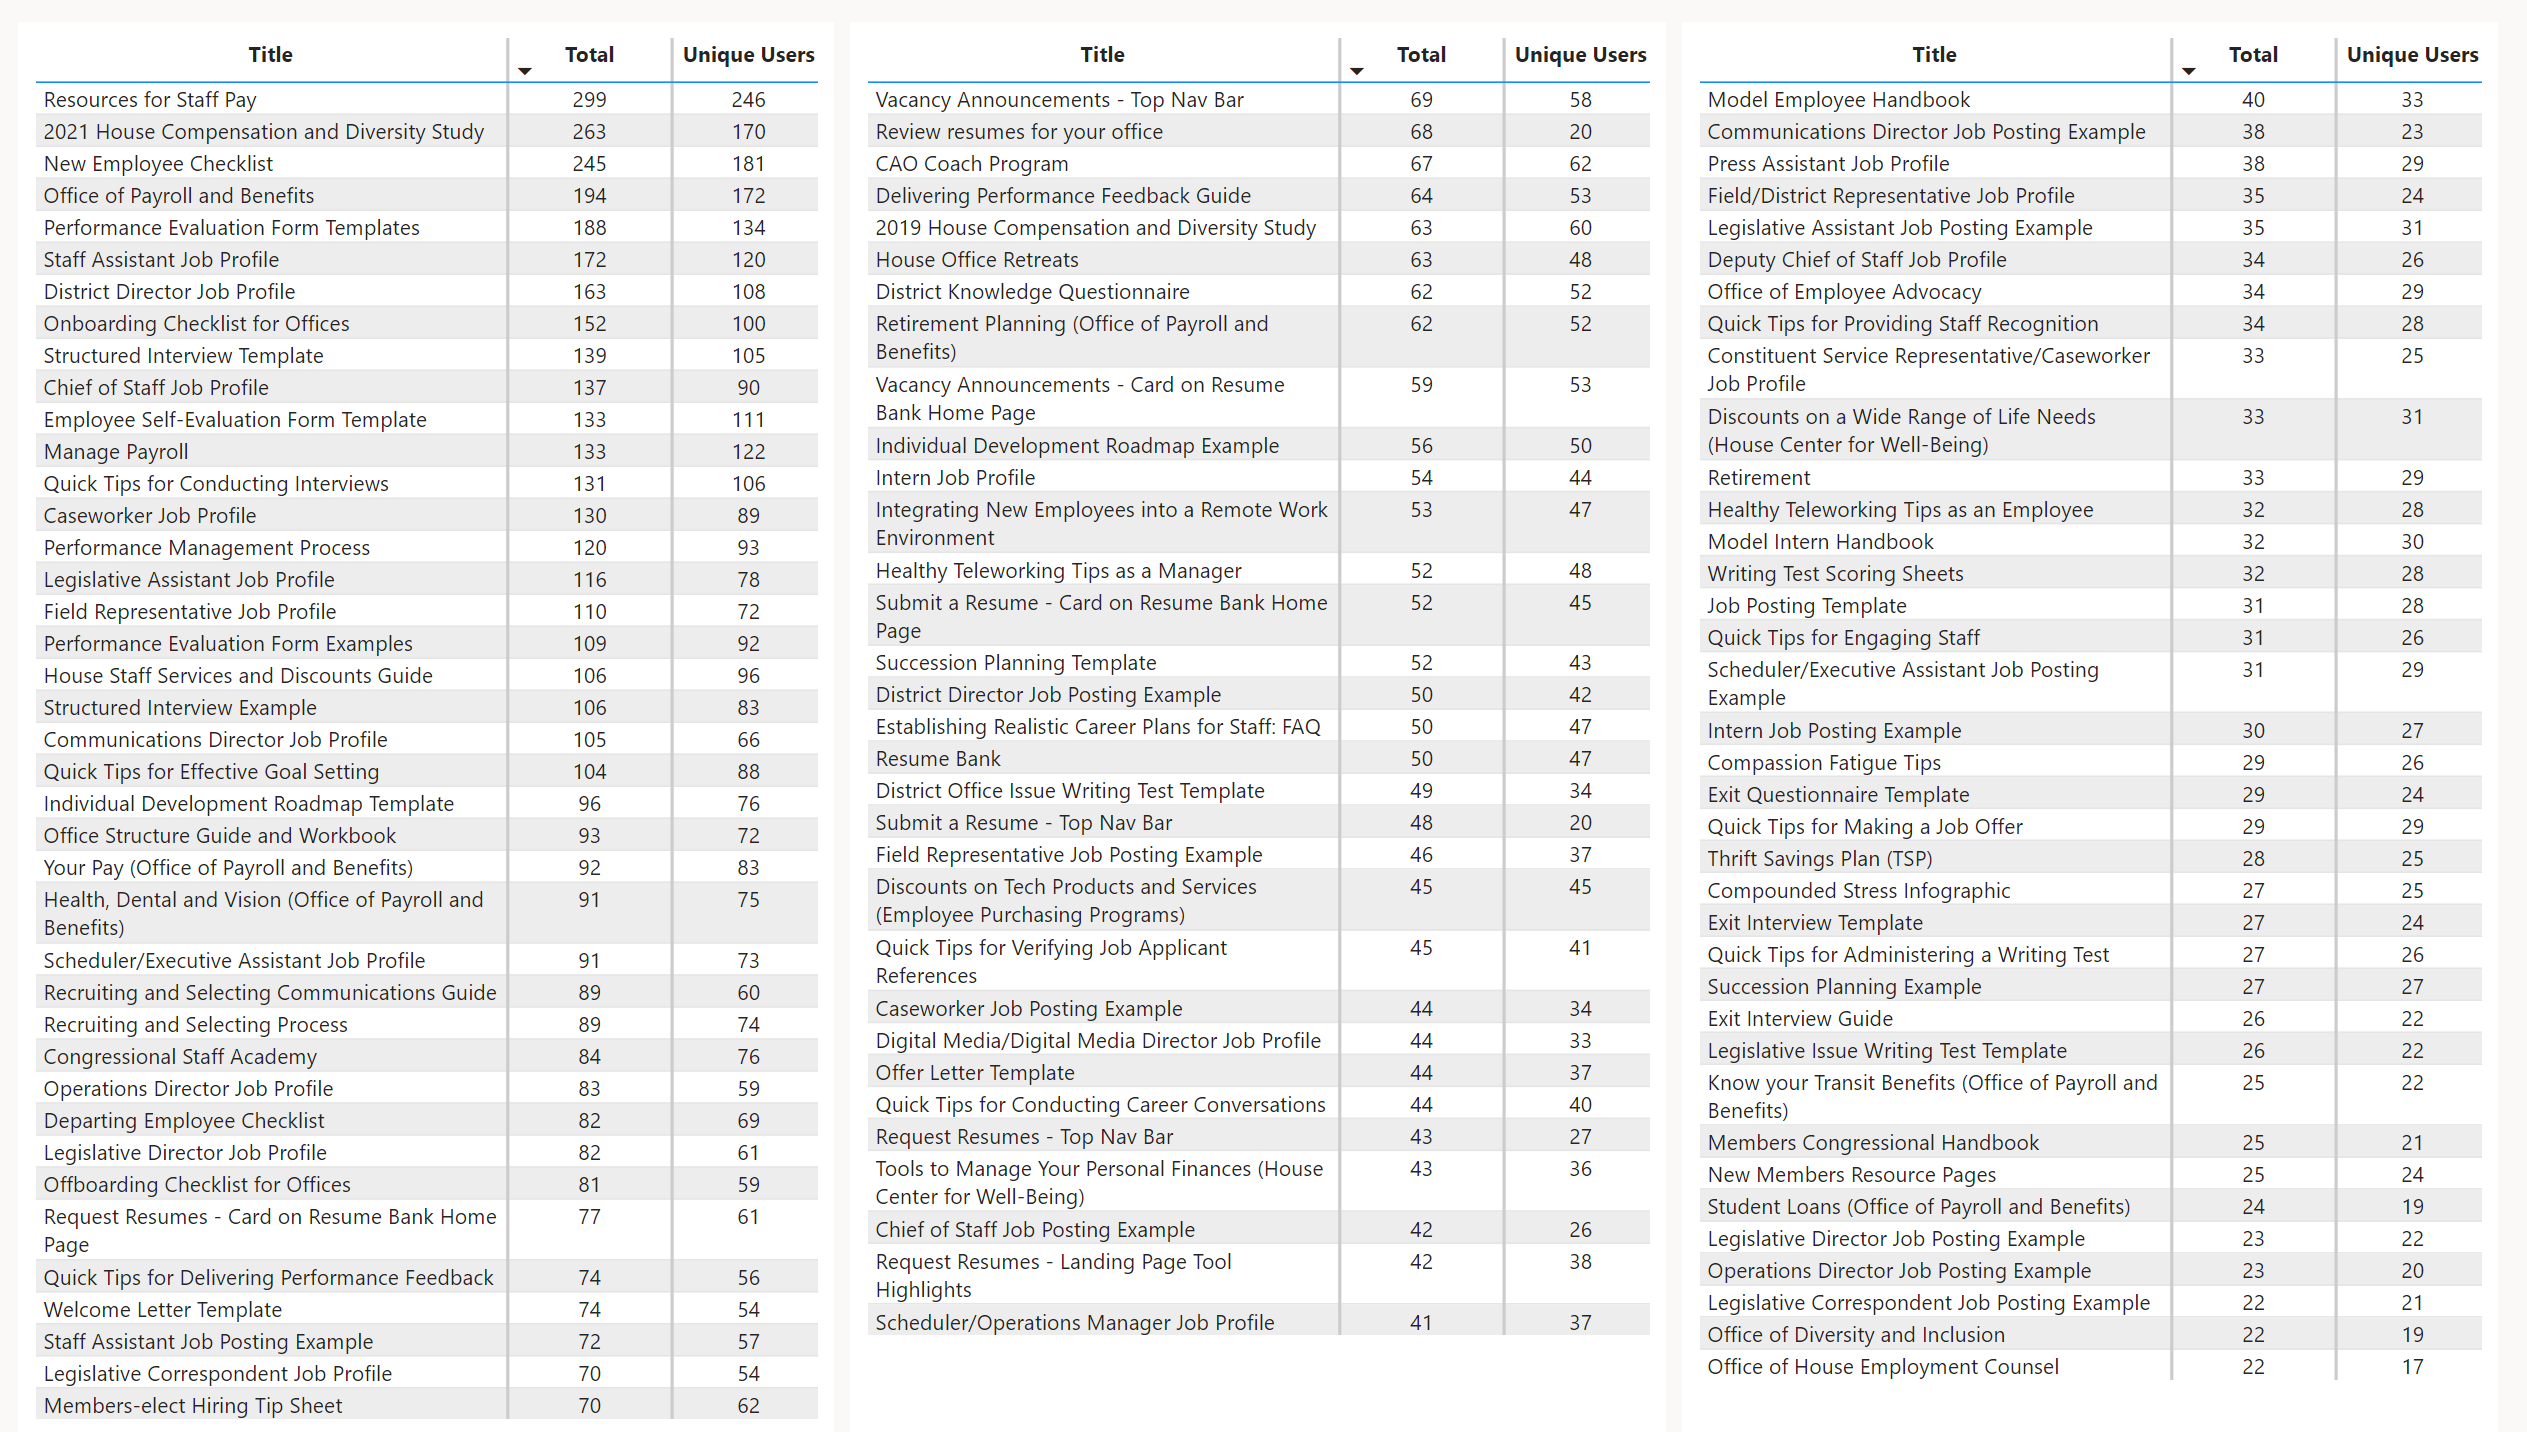 Title Total Unique Users
Resources for Staff Pay 299 246
2021 House Compensation and Diversity Study 263 170
New Employee Checklist 245 181
Office of Payroll and Benefits 194 172
Performance Evaluation Form Templates 188 134
Staff Assistant Job Profile 172 120
District Director Job Profile 163 108
Onboarding Checklist for Offices 152 100
Structured Interview Template 139 105
Chief of Staff Job Profile 137 90
Employee Self-Evaluation Form Template 133 111
Manage Payroll 133 122
Quick Tips for Conducting Interviews 131 106
Caseworker Job Profile 130 89
Performance Management Process 120 93
Legislative Assistant Job Profile 116 78
Field Representative Job Profile 110 72
Performance Evaluation Form Examples 109 92
House Staff Services and Discounts Guide 106 96
Structured Interview Example 106 83
Communications Director Job Profile 105 66
Quick Tips for Effective Goal Setting 104 88
Individual Development Roadmap Template 96 76
Office Structure Guide and Workbook 93 72
Your Pay (Office of Payroll and Benefits) 92 83
Health, Dental and Vision (Office of Payroll and 91 75
Benefits)
Scheduler/Executive Assistant Job Profile 91 73
Recruiting and Selecting Communications Guide 89 60
Recruiting and Selecting Process 89 74
Congressional Staff Academy 84 76
Operations Director Job Profile 83 59
Departing Employee Checklist 82 69
Legislative Director Job Profile 82 61
Offboarding Checklist for Offices 81 59
Request Resumes - Card on Resume Bank Home 77 61
Page
Quick Tips for Delivering Performance Feedback 74 56
Welcome Letter Template 74 54
Staff Assistant Job Posting Example 72 57
Legislative Correspondent Job Profile 70 54
Members-elect Hiring Tip Sheet 70 62
Title Total Unique Users
Vacancy Announcements - Top Nav Bar 69 58
Review resumes for your office 68 20
CAO Coach Program 67 62
Delivering Performance Feedback Guide 64 53
2019 House Compensation and Diversity Study 63 60
House Office Retreats 63 48
District Knowledge Questionnaire 62 52
Retirement Planning (Office of Payroll and 62 52
Benefits)
Vacancy Announcements - Card on Resume 59 53
Bank Home Page
Individual Development Roadmap Example 56 50
Intern Job Profile 54 44
Integrating New Employees into a Remote Work 53 47
Environment
Healthy Teleworking Tips as a Manager 52 48
Submit a Resume - Card on Resume Bank Home 52 45
Page
Succession Planning Template 52 43
District Director Job Posting Example 50 42
Establishing Realistic Career Plans for Staff: FAQ 50 47
Resume Bank 50 47
District Office Issue Writing Test Template 49 34
Submit a Resume - Top Nav Bar 48 20
Field Representative Job Posting Example 46 37
Discounts on Tech Products and Services 45 45
(Employee Purchasing Programs)
Quick Tips for Verifying Job Applicant 45 41
References
Caseworker Job Posting Example 44 34
Digital Media/Digital Media Director Job Profile 44 33
Offer Letter Template 44 37
Quick Tips for Conducting Career Conversations 44 40
Request Resumes - Top Nav Bar 43 27
Tools to Manage Your Personal Finances (House 43 36
Center for Well-Being)
Chief of Staff Job Posting Example 42 26
Request Resumes - Landing Page Tool 42 38
Highlights
Scheduler/Operations Manager Job Profile 41 37
Title Total Unique Users
Model Employee Handbook 40 33
Communications Director Job Posting Example 38 23
Press Assistant Job Profile 38 29
Field/District Representative Job Profile 35 24
Legislative Assistant Job Posting Example 35 31
Deputy Chief of Staff Job Profile 34 26
Office of Employee Advocacy 34 29
Quick Tips for Providing Staff Recognition 34 28
Constituent Service Representative/Caseworker 33 25
Job Profile
Discounts on a Wide Range of Life Needs 33 31
(House Center for Well-Being)
Retirement 33 29
Healthy Teleworking Tips as an Employee 32 28
Model Intern Handbook 32 30
Writing Test Scoring Sheets 32 28
Job Posting Template 31 28
Quick Tips for Engaging Staff 31 26
Scheduler/Executive Assistant Job Posting 31 29
Example
Intern Job Posting Example 30 27
Compassion Fatigue Tips 29 26
Exit Questionnaire Template 29 24
Quick Tips for Making a Job Offer 29 29
Thrift Savings Plan (TSP) 28 25
Compounded Stress Infographic 27 25
Exit Interview Template 27 24
Quick Tips for Administering a Writing Test 27 26
Succession Planning Example 27 27
Exit Interview Guide 26 22
Legislative Issue Writing Test Template 26 22
Know your Transit Benefits (Office of Payroll and 25 22
Benefits)
Members Congressional Handbook 25 21
New Members Resource Pages 25 24
Student Loans (Office of Payroll and Benefits) 24 19
Legislative Director Job Posting Example 23 22
Operations Director Job Posting Example 23 20
Legislative Correspondent Job Posting Example 22 21
Office of Diversity and Inclusion 22 19
Office of House Employment Counsel 22 17